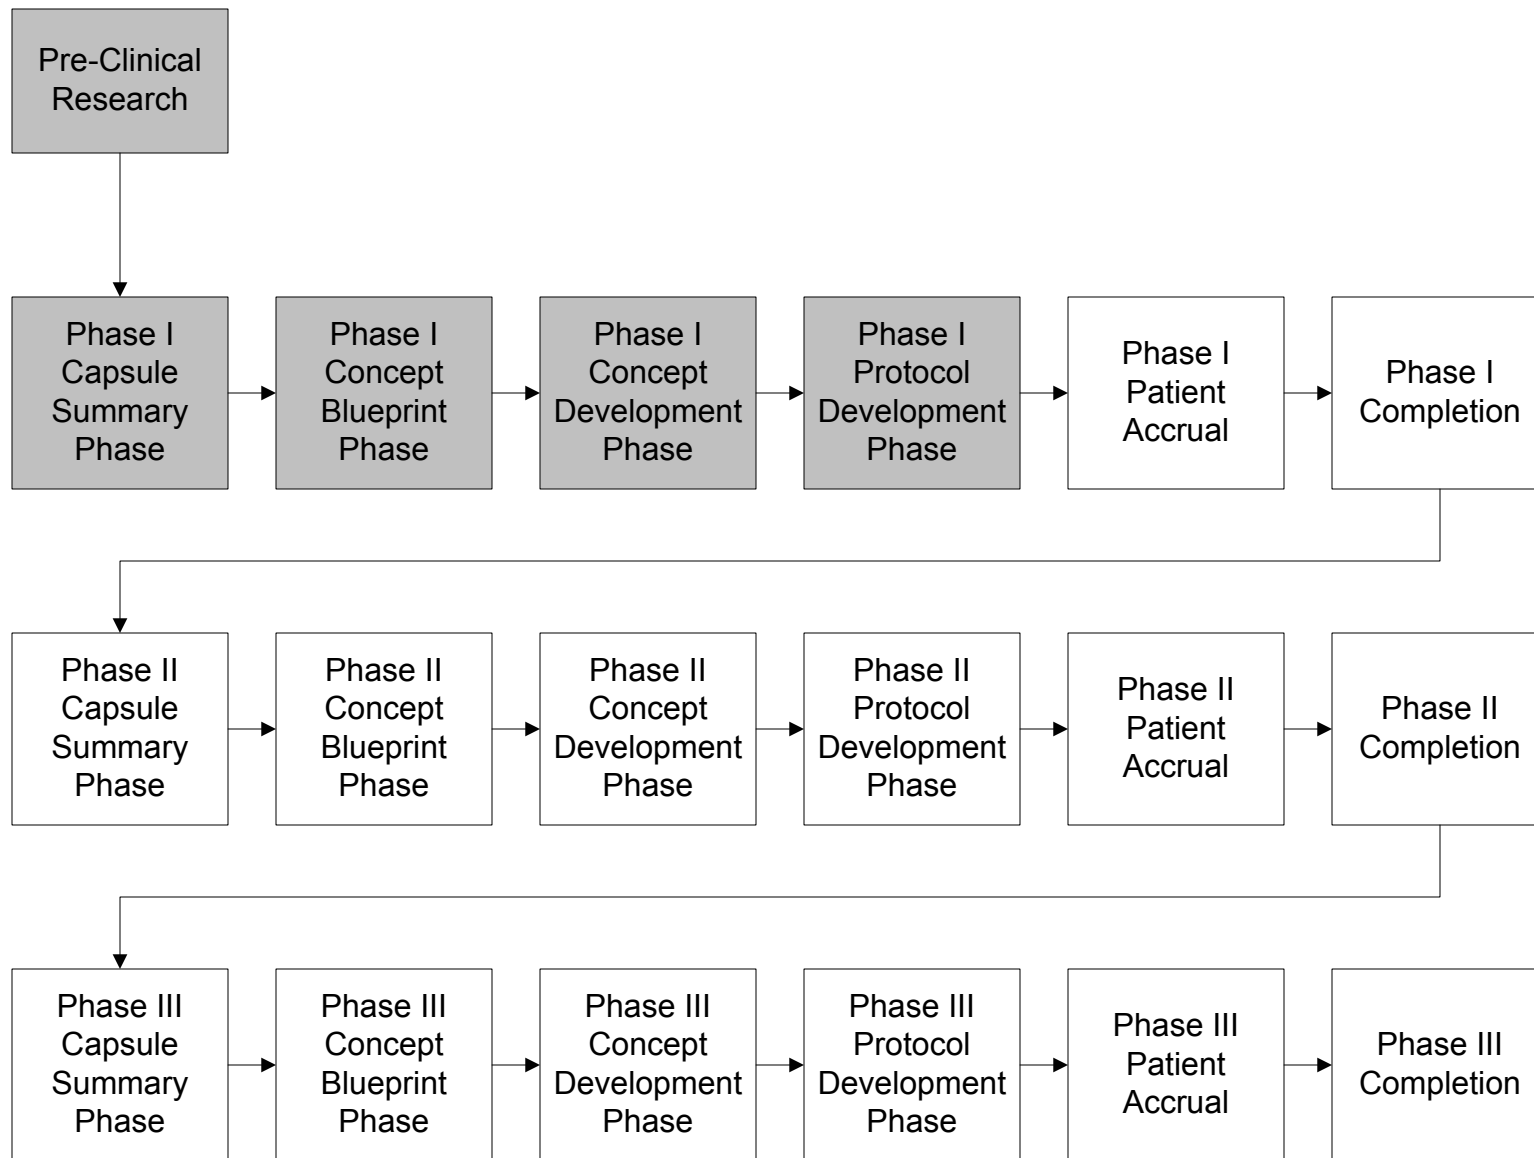 Pre-Clinical
Research
Phase I
Capsule
Summary
Phase
Phase I
Concept
Blueprint
Phase
Phase I
Concept
Development
Phase
Phase I
Protocol
Development
Phase
Phase I
Patient
Accrual
Phase I
Completion
Phase II
Capsule
Summary
Phase
Phase II
Concept
Blueprint
Phase
Phase II
Concept
Development
Phase
Phase II
Protocol
Development
Phase
Phase II
Patient
Accrual
Phase II
Completion
Phase III
Capsule
Summary
Phase
Phase III
Concept
Blueprint
Phase
Phase III
Concept
Development
Phase
Phase III
Protocol
Development
Phase
Phase III
Patient
Accrual
Phase III
Completion